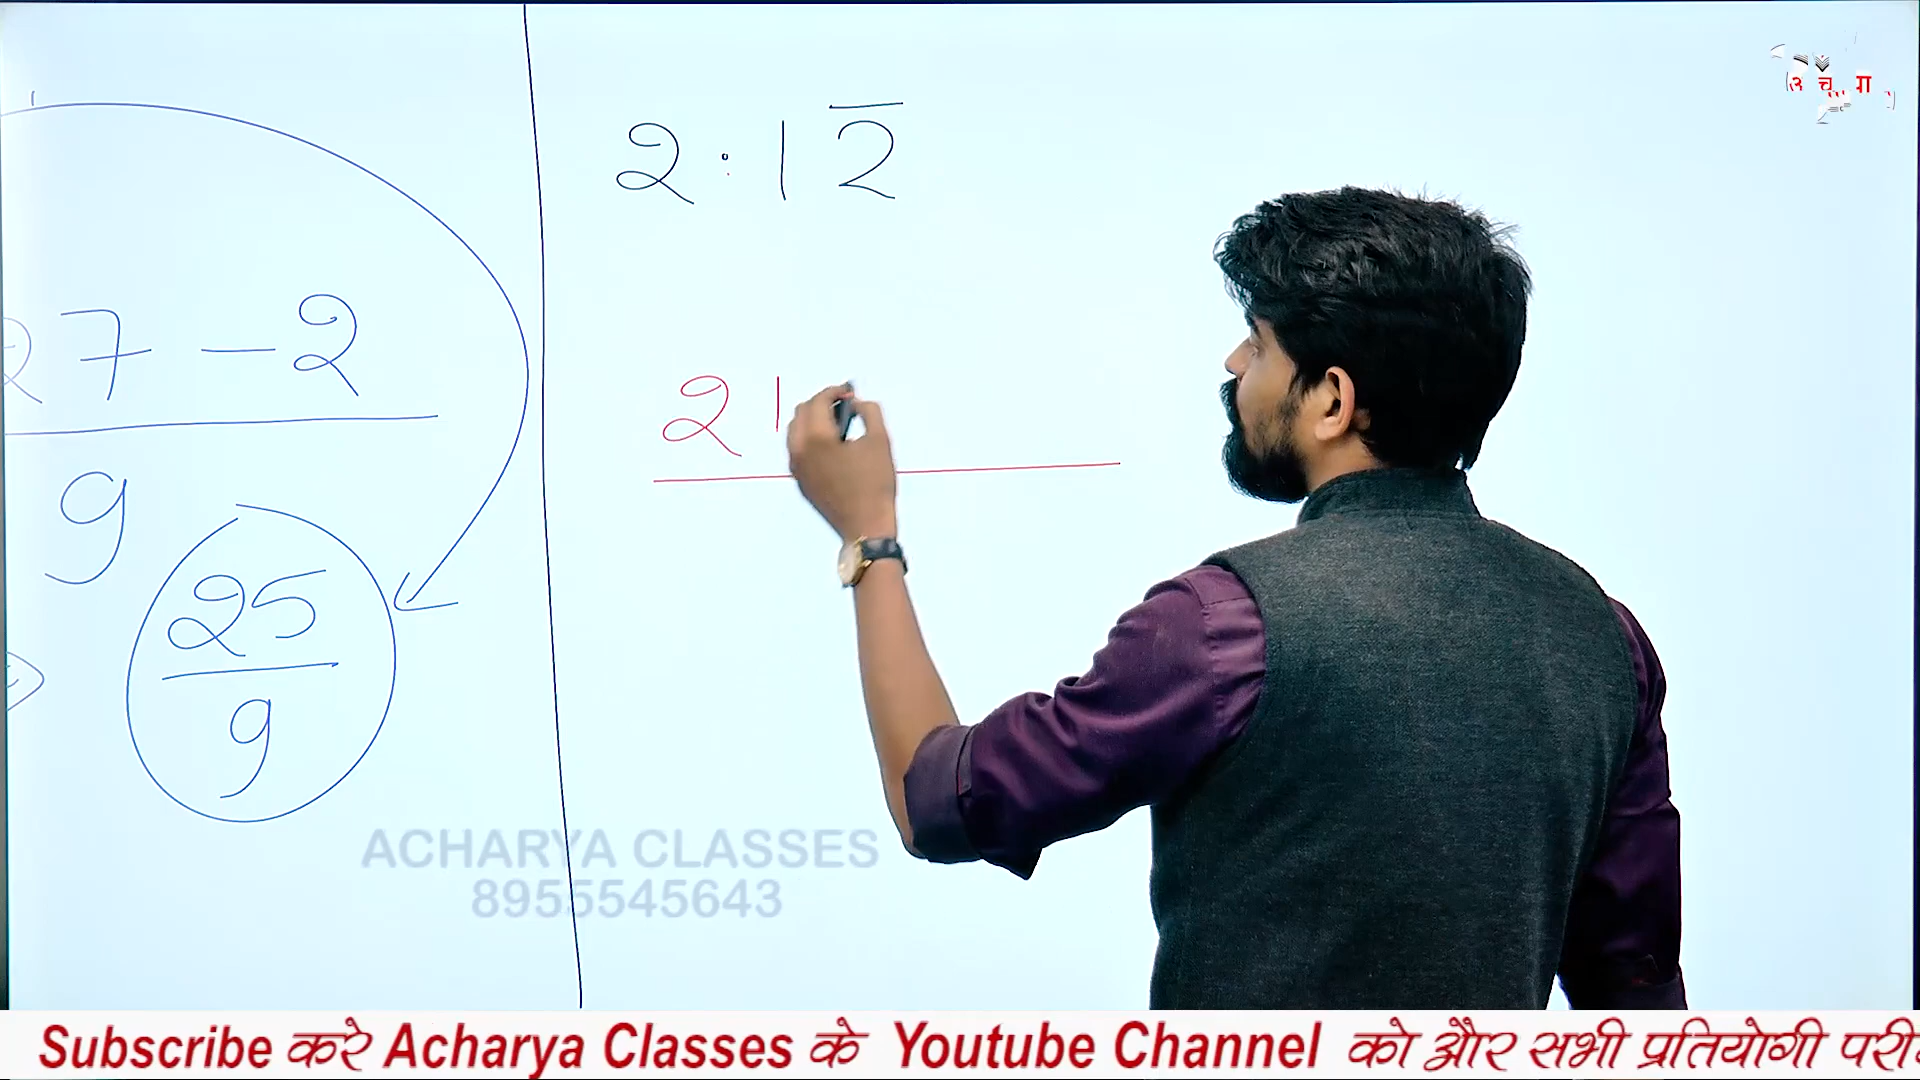 27 - 2
9
25
9
2.12̅
21
ACHARYA CLASSES
8955545643
Subscribe करे Acharya Classes के Youtube Channel को और सभी प्रतियोगी